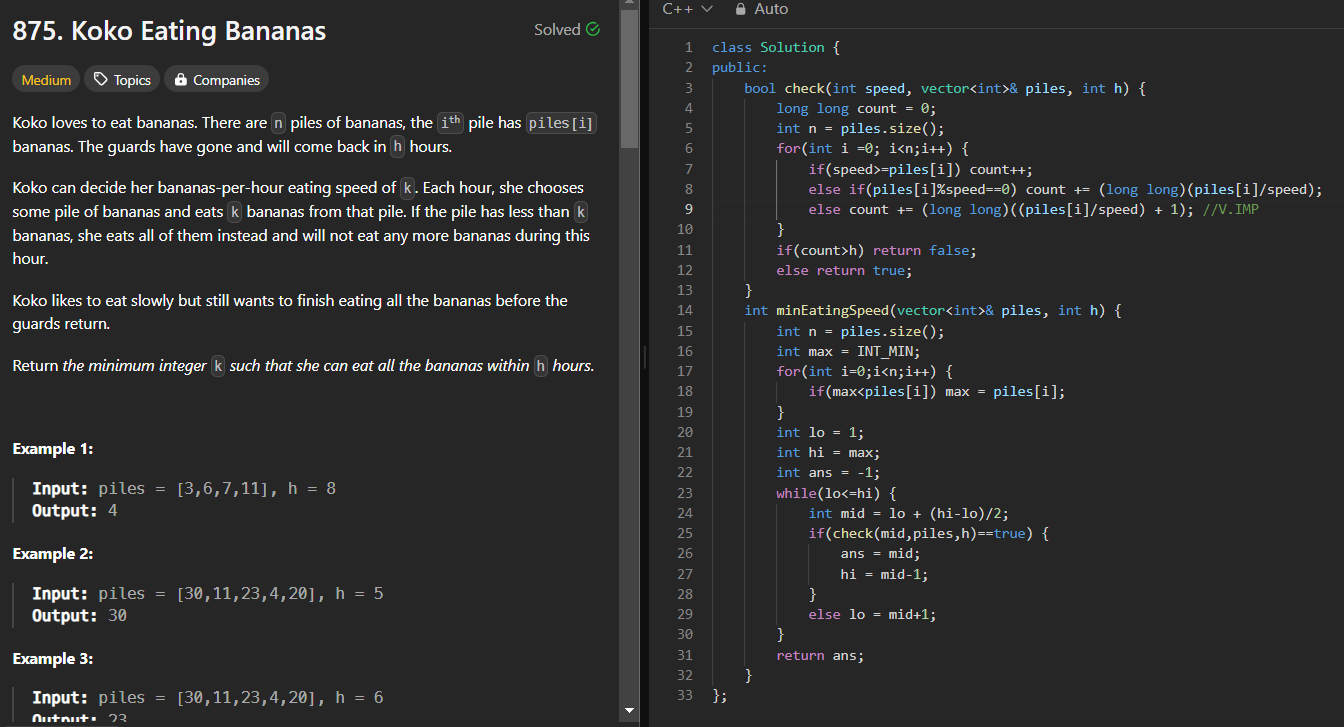 875. Koko Eating Bananas
Solved
Medium
Topics
Companies
Koko loves to eat bananas. There are n piles of bananas, the ith pile has piles[i]
bananas. The guards have gone and will come back in h hours.
Koko can decide her bananas-per-hour eating speed of k. Each hour, she chooses
some pile of bananas and eats k bananas from that pile. If the pile has less than k
bananas, she eats all of them instead and will not eat any more bananas during this
hour.
Koko likes to eat slowly but still wants to finish eating all the bananas before the
guards return.
Return the minimum integer k such that she can eat all the bananas within h hours.
Example 1:
Input: piles = [3,6,7,11], h = 8
Output: 4
Example 2:
Input: piles = [30,11,23,4,20], h = 5
Output: 30
Example 3:
Input: piles = [30,11,23,4,20], h = 6
Output: 23
C++
Auto
1 class Solution {
2 public:
3     bool check(int speed, vector<int>& piles, int h) {
4         long long count = 0;
5         int n = piles.size();
6         for(int i =0; i<n;i++) {
7             if(speed>=piles[i]) count++;
8             else if(piles[i]%speed==0) count += (long long)(piles[i]/speed);
9             else count += (long long)((piles[i]/speed) + 1); //V.IMP
10         }
11         if(count>h) return false;
12         else return true;
13     }
14     int minEatingSpeed(vector<int>& piles, int h) {
15         int n = piles.size();
16         int max = INT_MIN;
17         for(int i=0;i<n;i++) {
18             if(max<piles[i]) max = piles[i];
19         }
20         int lo = 1;
21         int hi = max;
22         int ans = -1;
23         while(lo<=hi) {
24             int mid = lo + (hi-lo)/2;
25             if(check(mid,piles,h)==true) {
26                 ans = mid;
27                 hi = mid-1;
28             }
29             else lo = mid+1;
30         }
31         return ans;
32     }
33 };